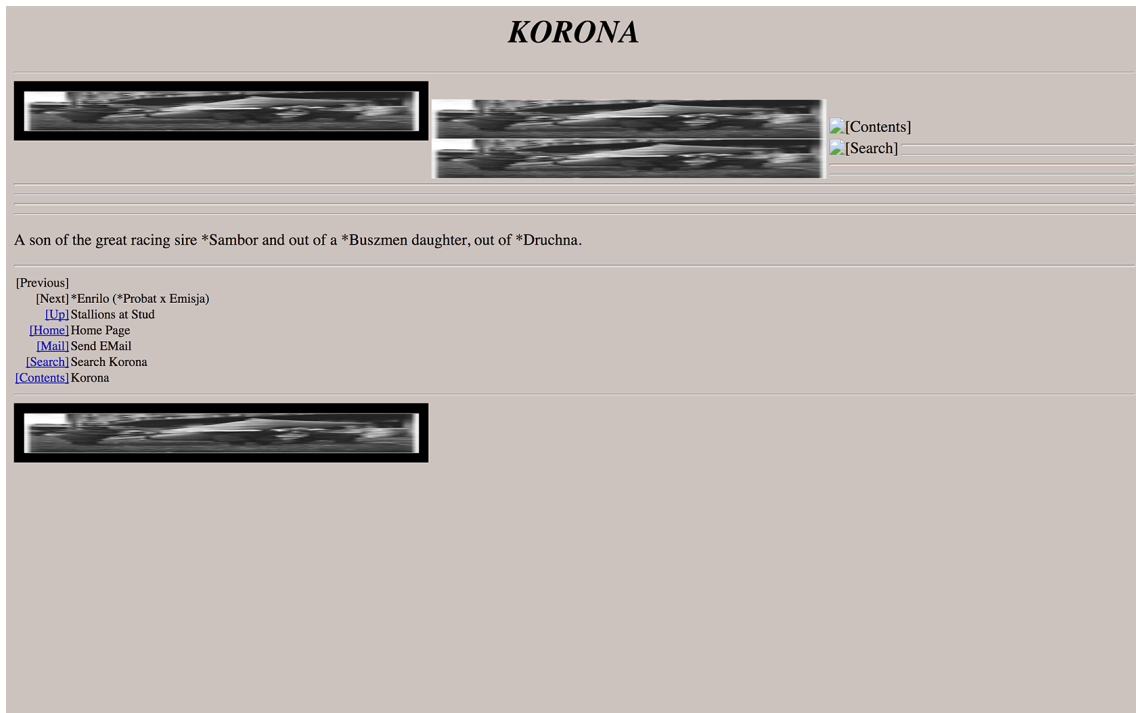 KORONA
[Contents]
[Search]
A son of the great racing sire *Sambor and out of a *Buszmen daughter, out of *Druchna.
[Previous]
[Next] *Enrilo (*Probat x Emisja)
[Up] Stallions at Stud
[Home] Home Page
[Mail] Send EMail
[Search] Search Korona
[Contents] Korona